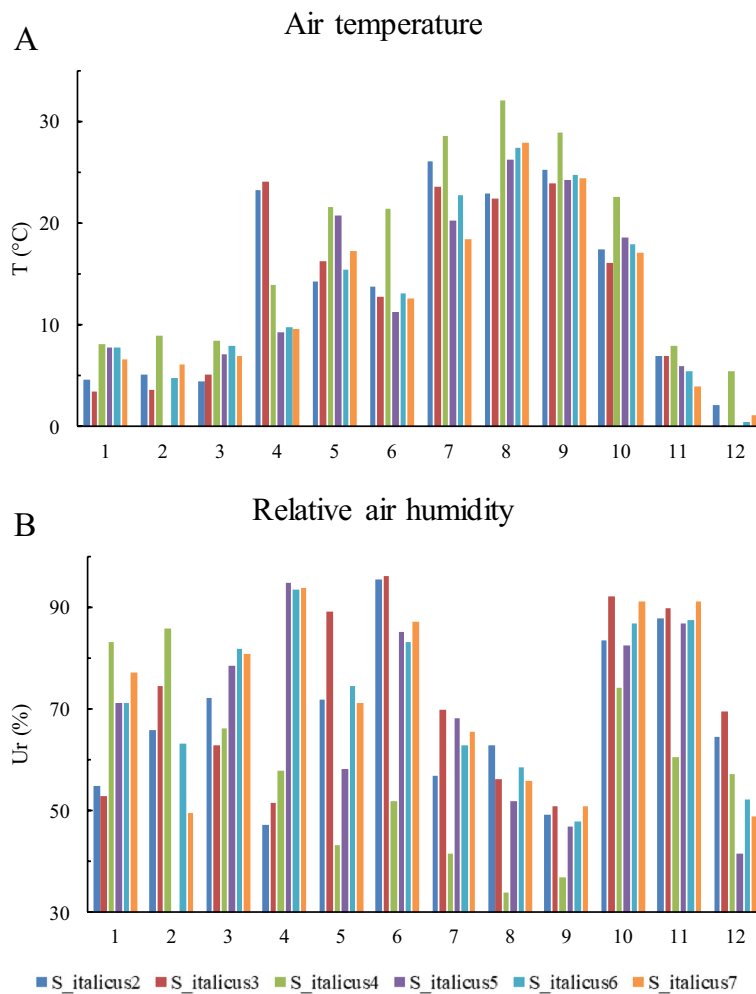 A
Air temperature
T (°C)
30
20
10
0
1 2 3 4 5 6 7 8 9 10 11 12
B
Relative air humidity
Ur (%)
90
70
50
30
1 2 3 4 5 6 7 8 9 10 11 12
S_italicus2 S_italicus3 S_italicus4 S_italicus5 S_italicus6 S_italicus7